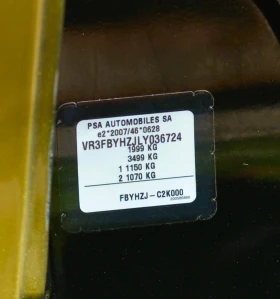 PSA AUTOMOBILES SA
e2*2007/46*0628
VR3FBYHZJLY036724
1999 KG
3499 KG
1 1150 KG
2 1070 KG
FBYHZJ-C2K000